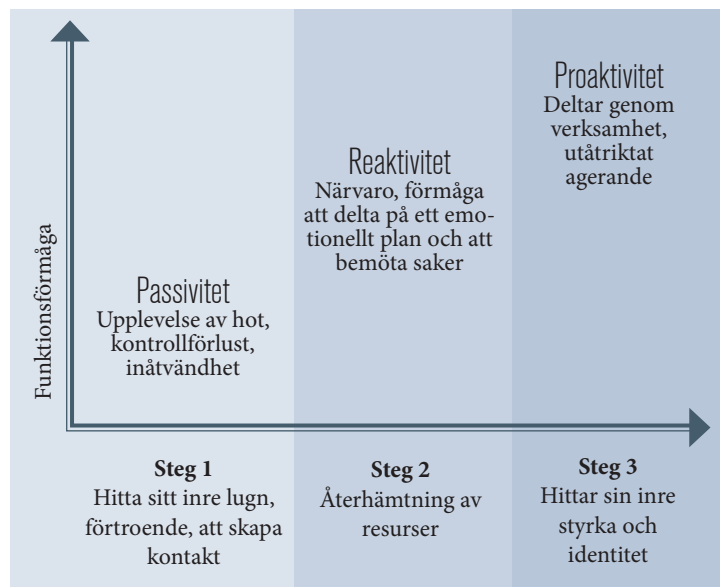 Funktionsförmåga
Passivitet
Upplevelse av hot,
kontrollförlust,
inåtvändhet
Reaktivitet
Närvaro, förmåga
att delta på ett emo-
tionellt plan och att
bemöta saker
Proaktivitet
Deltar genom
verksamhet,
utåtriktat
agerande
Steg 1
Hitta sitt inre lugn,
förtroende, att skapa
kontakt
Steg 2
Återhämtning av
resurser
Steg 3
Hittar sin inre
styrka och
identitet